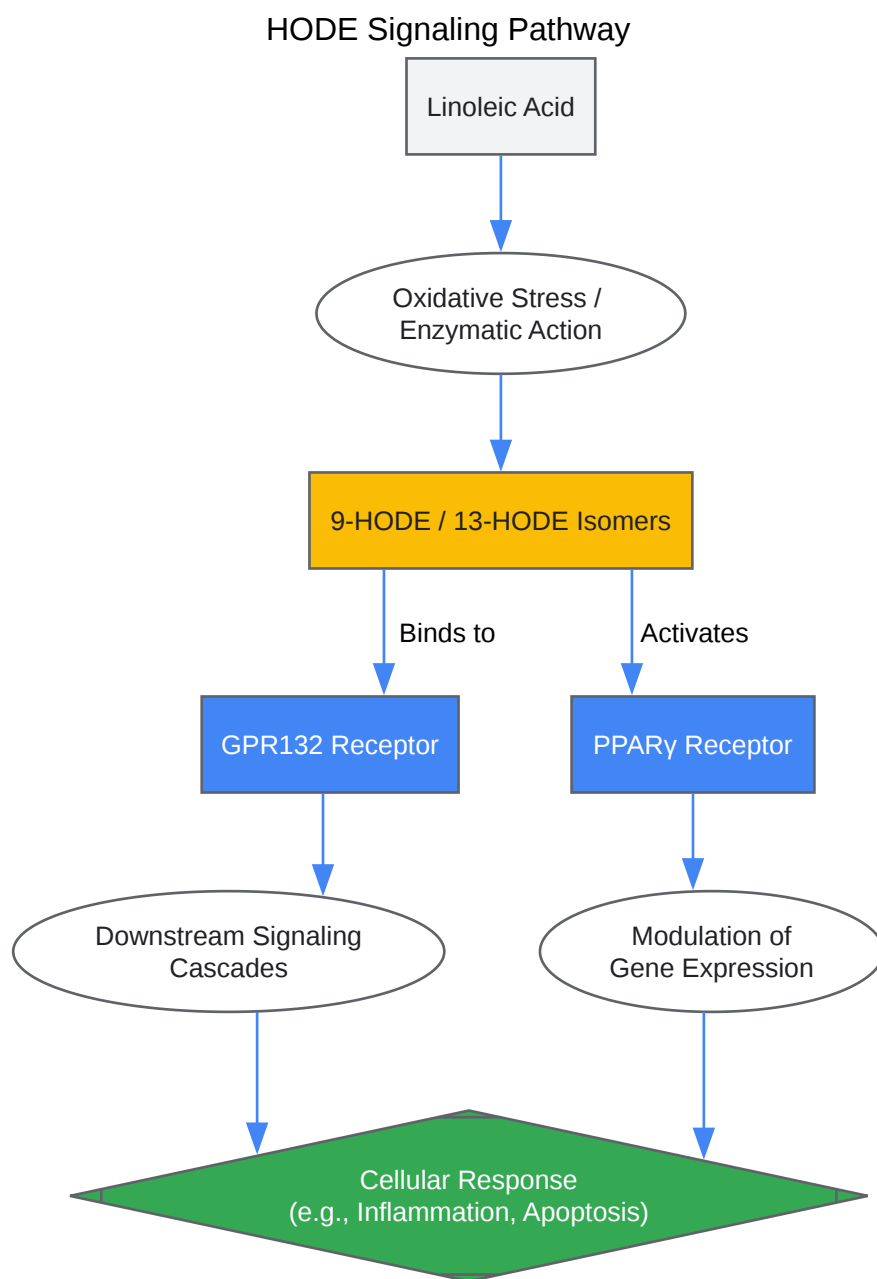 HODE Signaling Pathway
Linoleic Acid
Oxidative Stress /
Enzymatic Action
9-HODE / 13-HODE Isomers
Binds to
Activates
GPR132 Receptor
PPARγ Receptor
Downstream Signaling
Cascades
Modulation of
Gene Expression
Cellular Response
(e.g., Inflammation, Apoptosis)